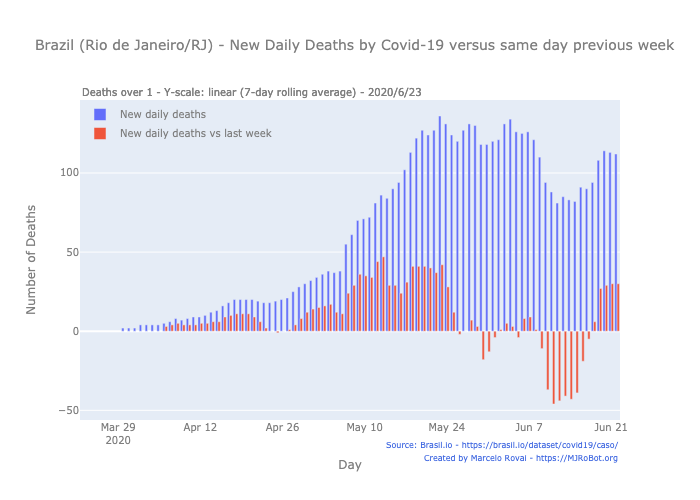 Brazil (Rio de Janeiro/RJ) - New Daily Deaths by Covid-19 versus same day previous week
Deaths over 1 - Y-scale: linear (7-day rolling average) - 2020/6/23
New daily deaths
New daily deaths vs last week
Number of Deaths
100
50
0
−50
Mar 29
2020
Apr 12
Apr 26
May 10
May 24
Jun 7
Jun 21
Source: Brasil.io - https://brasil.io/dataset/covid19/caso/
Created by Marcelo Rovai - https://MJRoBot.org
Day